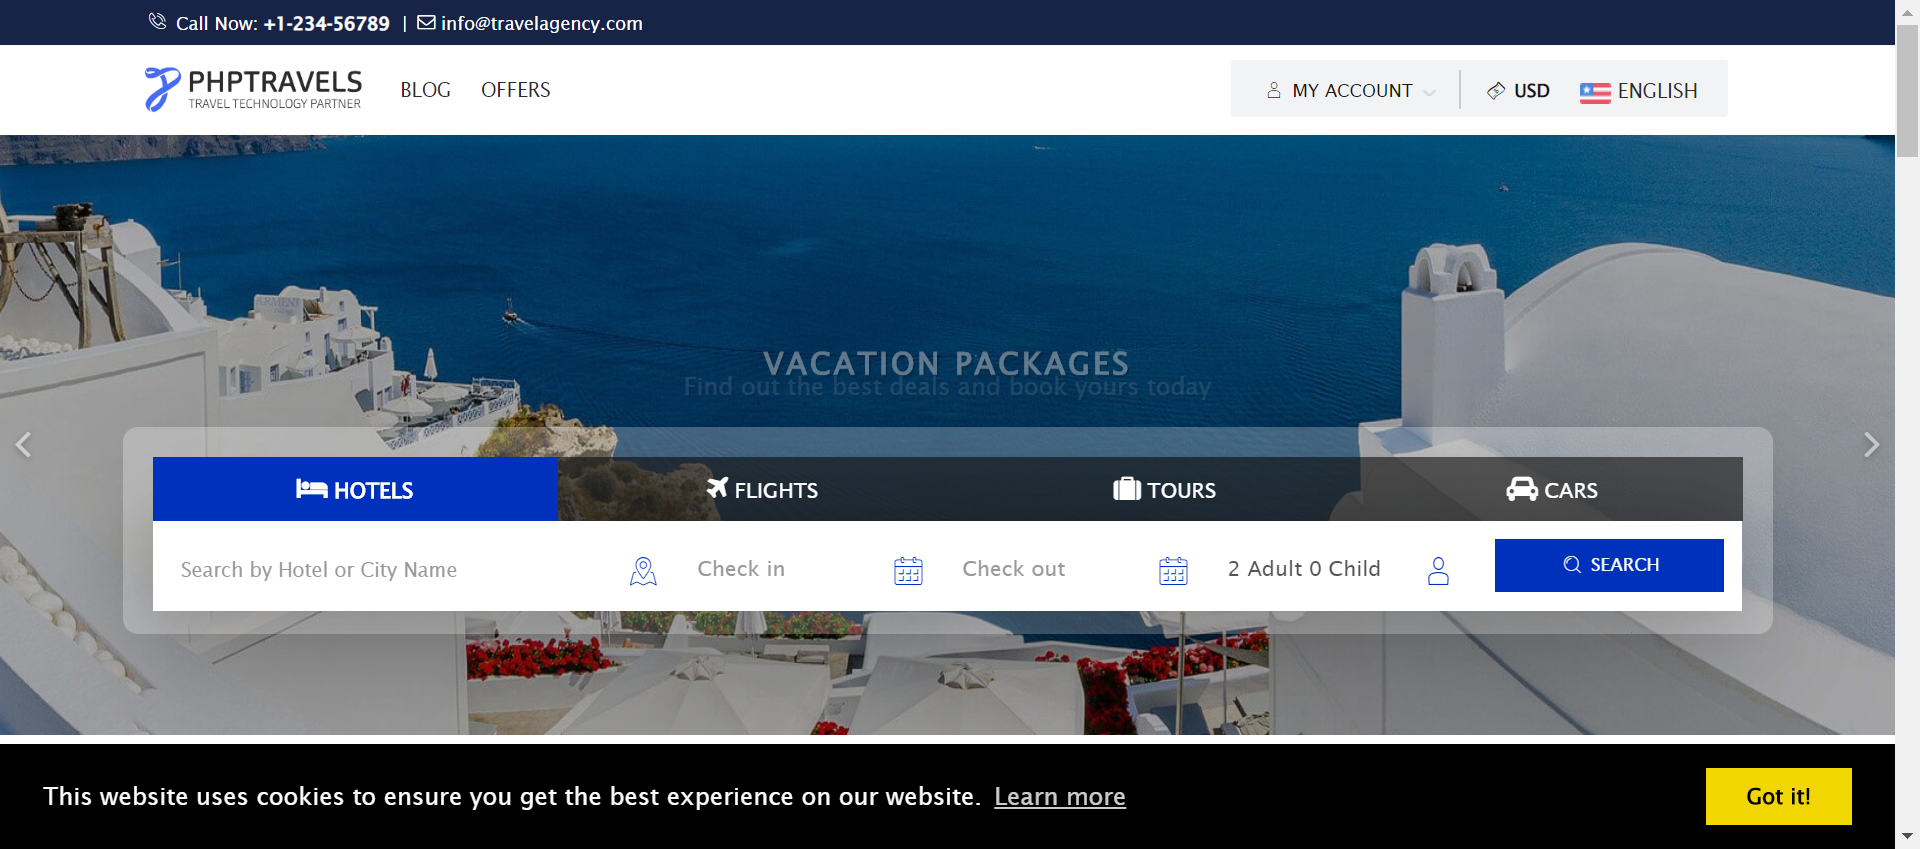 Call Now: +1-234-56789 | info@travelagency.com
PHPTRAVELS
TRAVEL TECHNOLOGY PARTNER
BLOG OFFERS
MY ACCOUNT USD ENGLISH
VACATION PACKAGES
Find out the best deals and book yours today
HOTELS FLIGHTS TOURS CARS
Search by Hotel or City Name Check in Check out 2 Adult 0 Child SEARCH
This website uses cookies to ensure you get the best experience on our website. Learn more Got it!